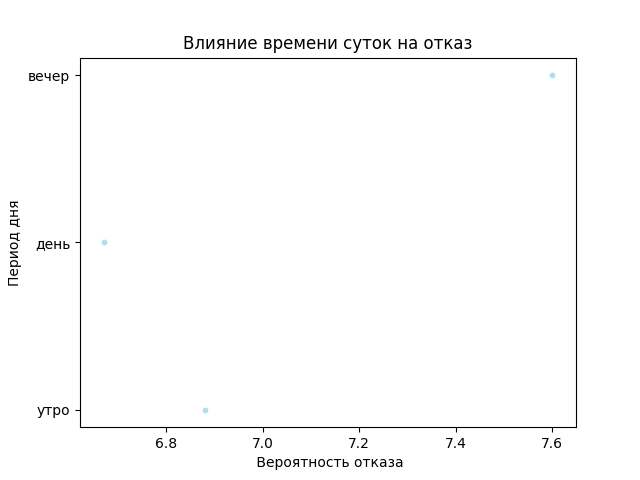 Влияние времени суток на отказ
вечер
день
утро
Период дня
6.8 7.0 7.2 7.4 7.6
Вероятность отказа